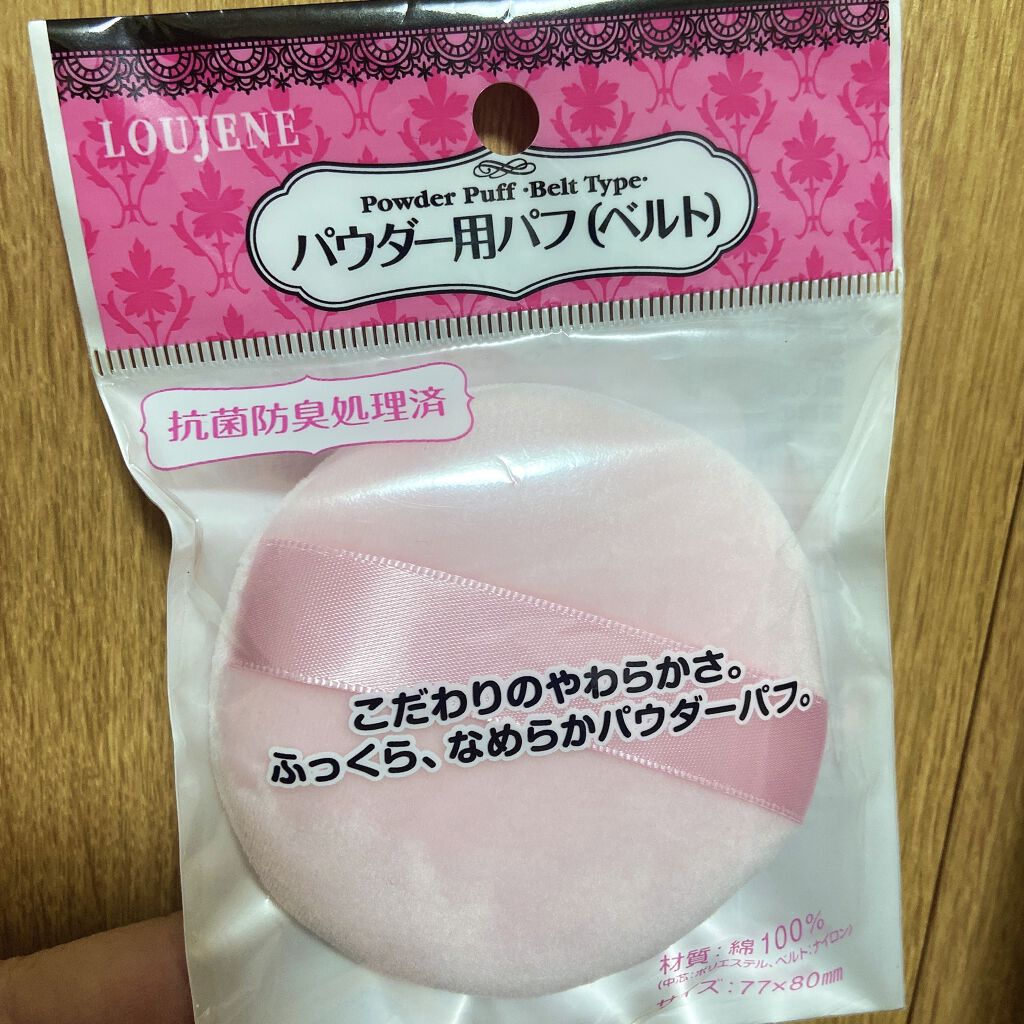 LOUJENE
Powder Puff ·Belt Type·
パウダー用パフ(ベルト)
抗菌防臭処理済
こだわりのやわらかさ。
ふっくら、なめらかパウダーパフ。
材質:綿100%
(中芯:ポリエステル、ベルト:ナイロン)
サイズ:77×80mm